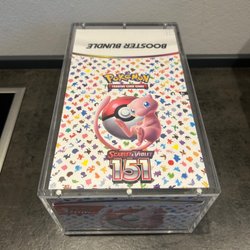 BOOSTER BUNDLE
POKéMON
TRADING CARD GAME
SCARLET & VIOLET
151